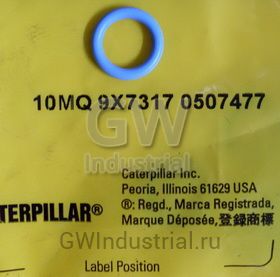 GW
Industrial
10MQ 9X7317 0507477
Caterpillar Inc.
Peoria, Illinois 61629 USA
TERPILLAR® ®: Regd., Marca Registrada,
Marque Déposée,登録商標
GWIndustrial.ru
Label Position